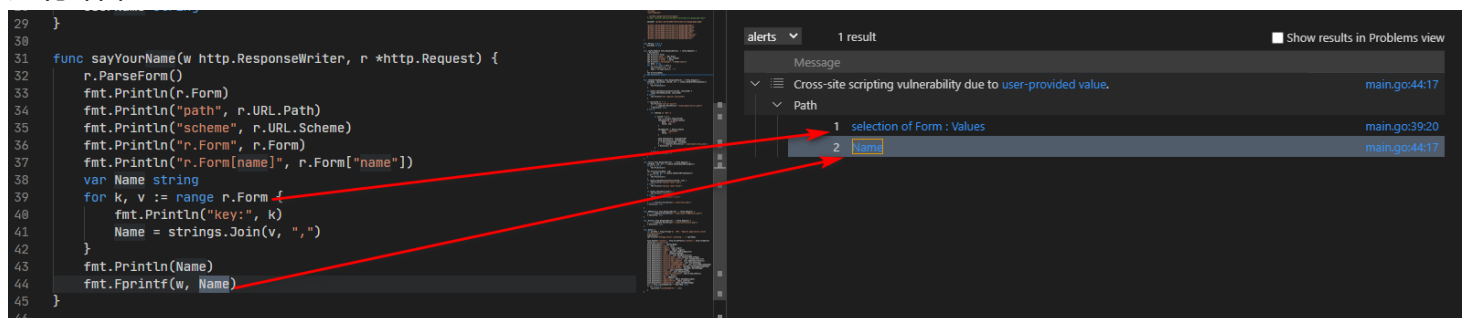 29 }
30
31 func sayYourName(w http.ResponseWriter, r *http.Request) {
32 r.ParseForm()
33 fmt.Println(r.Form)
34 fmt.Println("path", r.URL.Path)
35 fmt.Println("scheme", r.URL.Scheme)
36 fmt.Println("r.Form", r.Form)
37 fmt.Println("r.Form[name]", r.Form["name"])
38 var Name string
39 for k, v := range r.Form {
40 fmt.Println("key:", k)
41 Name = strings.Join(v, ",")
42 }
43 fmt.Println(Name)
44 fmt.Fprintf(w, Name)
45 }
alerts 1 result Show results in Problems view
Message
Cross-site scripting vulnerability due to user-provided value. main.go:44:17
Path
1 selection of Form : Values main.go:39:20
2 Name main.go:44:17